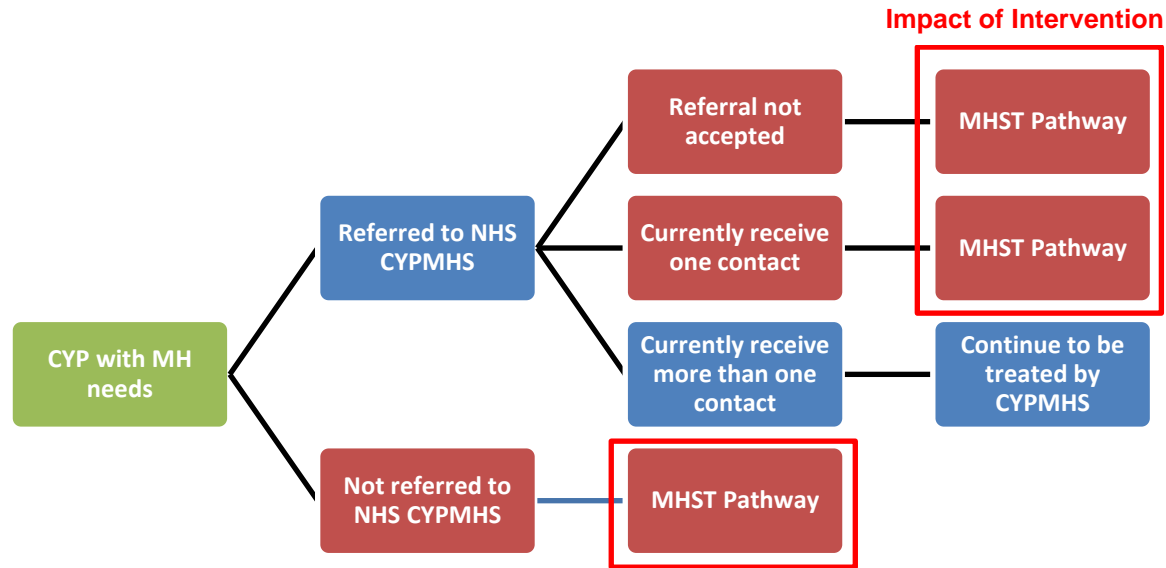 Impact of Intervention
Referral not
accepted
MHST Pathway
Referred to NHS
CYPMHS
Currently receive
one contact
MHST Pathway
CYP with MH
needs
Currently receive
more than one
contact
Continue to be
treated by
CYPMHS
Not referred to
NHS CYPMHS
MHST Pathway